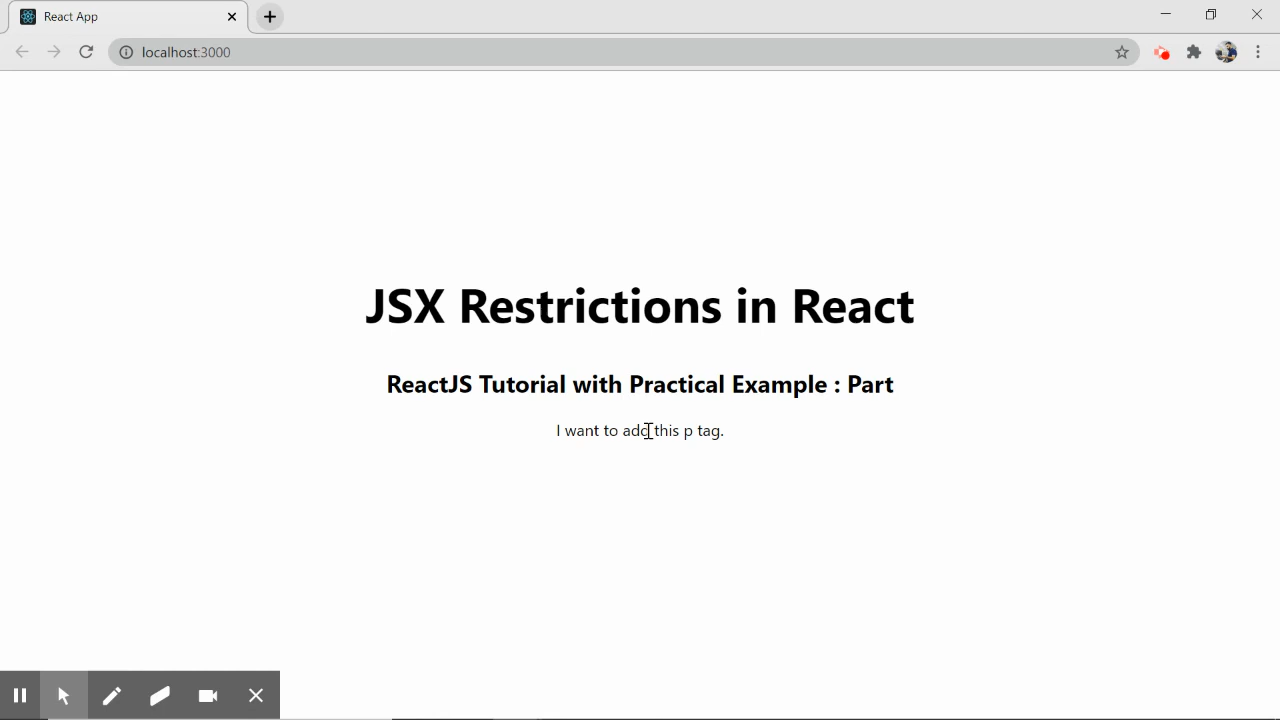 React App
localhost:3000
JSX Restrictions in React
ReactJS Tutorial with Practical Example : Part
I want to add this p tag.